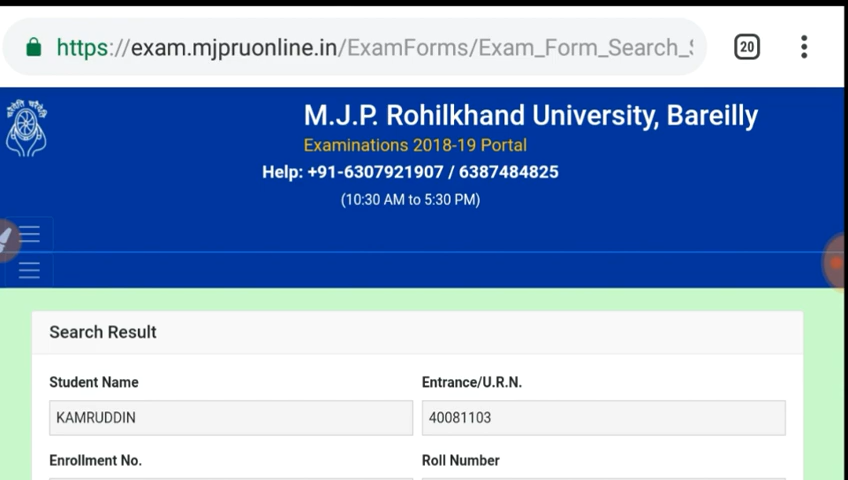 https://exam.mjpruonline.in/ExamForms/Exam_Form_Search_
20
M.J.P. Rohilkhand University, Bareilly
Examinations 2018-19 Portal
Help: +91-6307921907 / 6387484825
(10:30 AM to 5:30 PM)
Search Result
Student Name Entrance/U.R.N.
KAMRUDDIN 40081103
Enrollment No. Roll Number